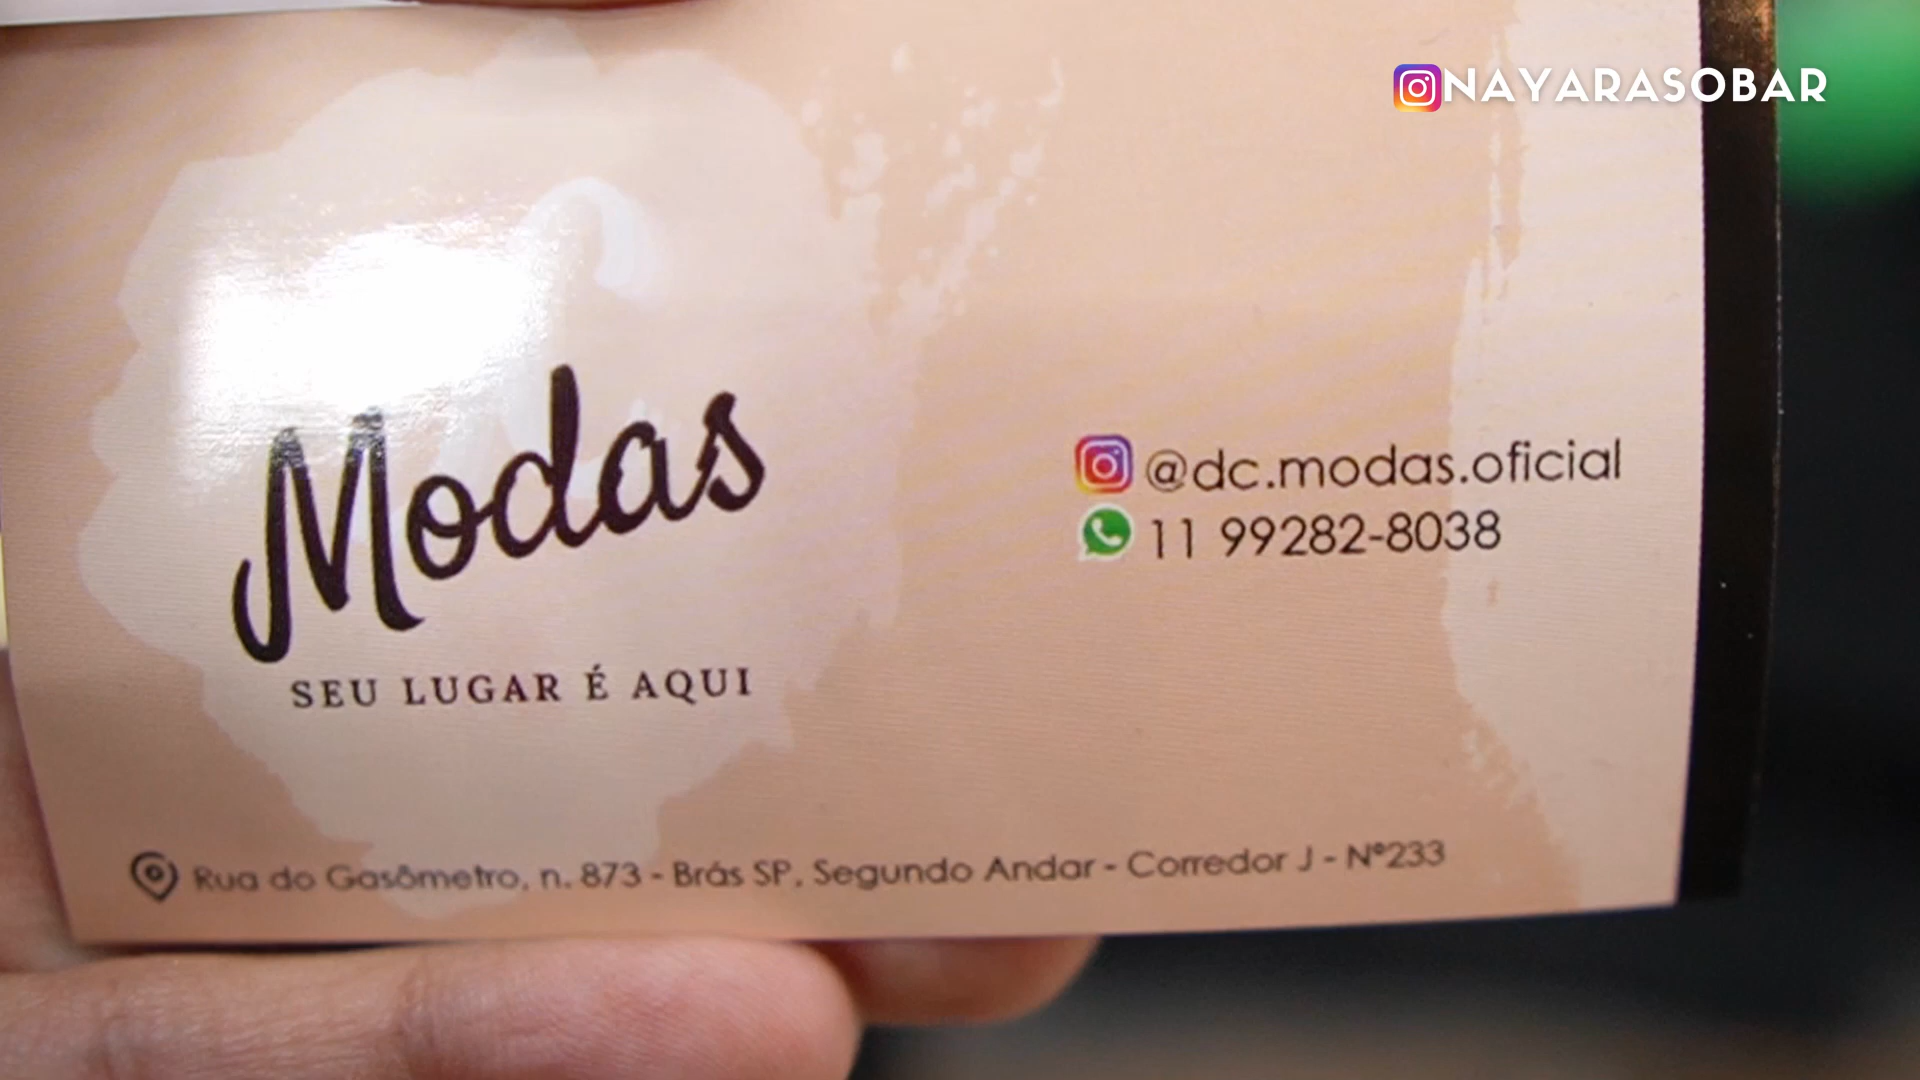 NAYARASOBAR
Modas
SEU LUGAR É AQUI
@dc.modas.oficial
11 99282-8038
Rua do Gasômetro, n. 873 - Brás SP, Segundo Andar - Corredor J - Nº233